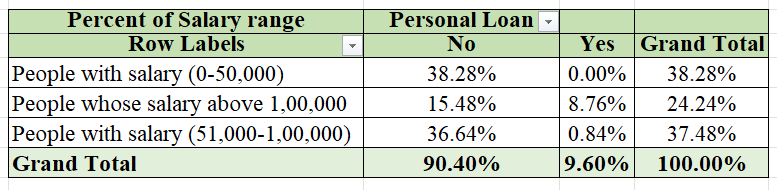 Percent of Salary range Personal Loan
Row Labels No Yes Grand Total
People with salary (0-50,000) 38.28% 0.00% 38.28%
People whose salary above 1,00,000 15.48% 8.76% 24.24%
People with salary (51,000-1,00,000) 36.64% 0.84% 37.48%
Grand Total 90.40% 9.60% 100.00%